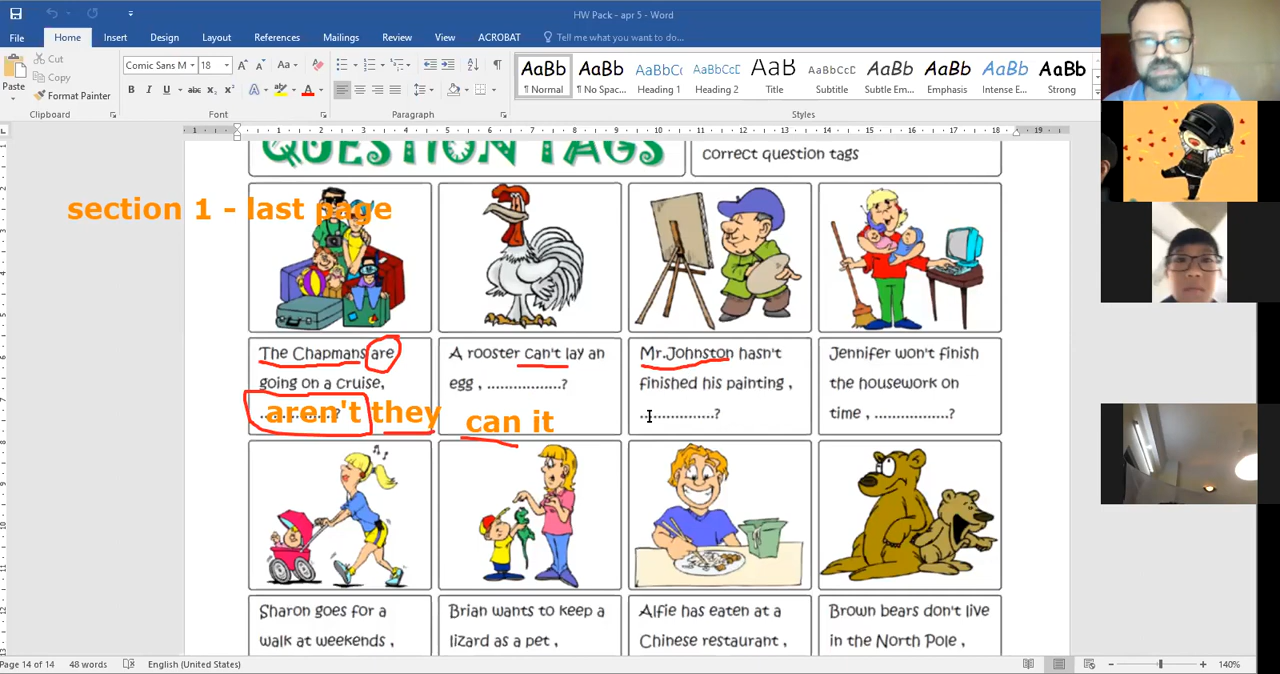 HW Pack - apr 5 - Word
File Home Insert Design Layout References Mailings Review View ACROBAT Tell me what you want to do...
Cut
Copy
Format Painter
Paste
Comic Sans M 18
AaBb AaBb AaBbCc AaBbCcD AaB AaBbCc AaBb AaBb AaBb AaBb
¶ Normal ¶ No Spac... Heading 1 Heading 2 Title Subtitle Subtle Em... Emphasis Intense E... Strong
Clipboard Font Paragraph Styles
QUESTION TAGS
correct question tags
section 1 - last page
The Chapmans are
going on a cruise,
aren't they
A rooster can't lay an
egg , ................?
can it
Mr.Johnston hasn't
finished his painting ,
................?
Jennifer won't finish
the housework on
time , ................?
Sharon goes for a
walk at weekends ,
Brian wants to keep a
lizard as a pet ,
Alfie has eaten at a
Chinese restaurant ,
Brown bears don't live
in the North Pole ,
Page 14 of 14 48 words English (United States) 140%